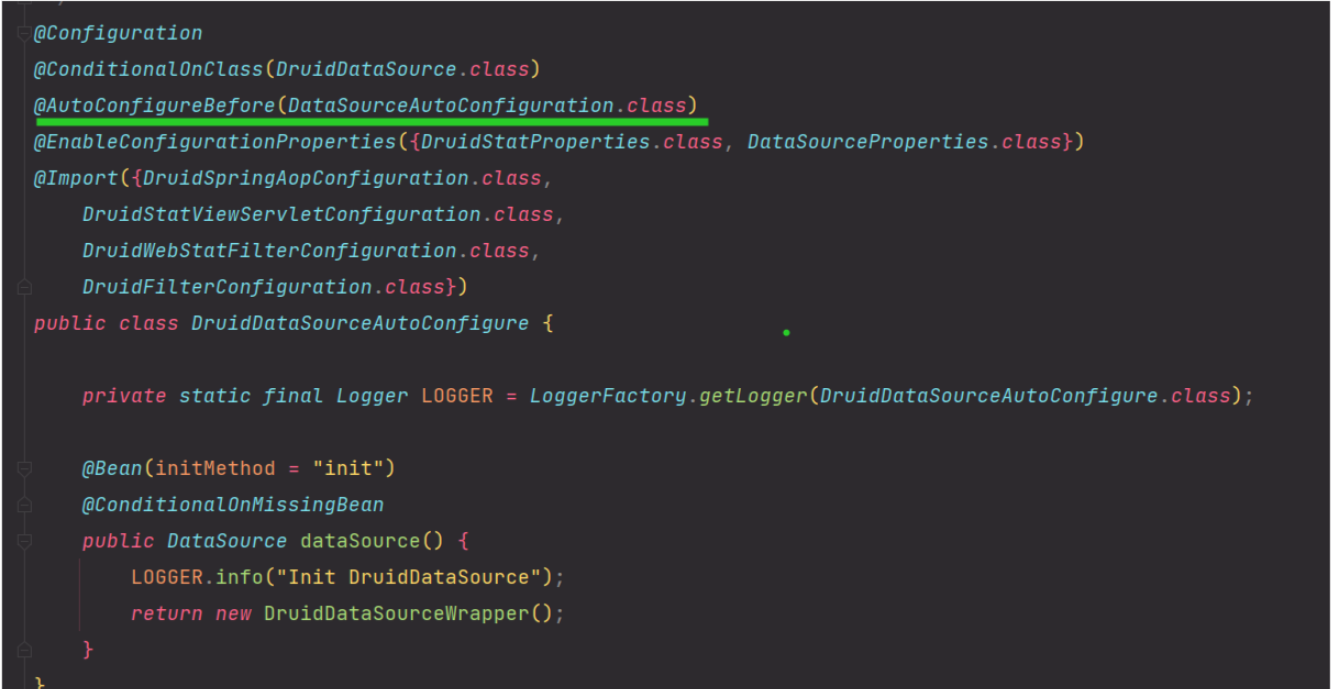 @Configuration
@ConditionalOnClass(DruidDataSource.class)
@AutoConfigureBefore(DataSourceAutoConfiguration.class)
@EnableConfigurationProperties({DruidStatProperties.class, DataSourceProperties.class})
@Import({DruidSpringAopConfiguration.class,
    DruidStatViewServletConfiguration.class,
    DruidWebStatFilterConfiguration.class,
    DruidFilterConfiguration.class})
public class DruidDataSourceAutoConfigure {
    private static final Logger LOGGER = LoggerFactory.getLogger(DruidDataSourceAutoConfigure.class);
    @Bean(initMethod = "init")
    @ConditionalOnMissingBean
    public DataSource dataSource() {
        LOGGER.info("Init DruidDataSource");
        return new DruidDataSourceWrapper();
    }
}